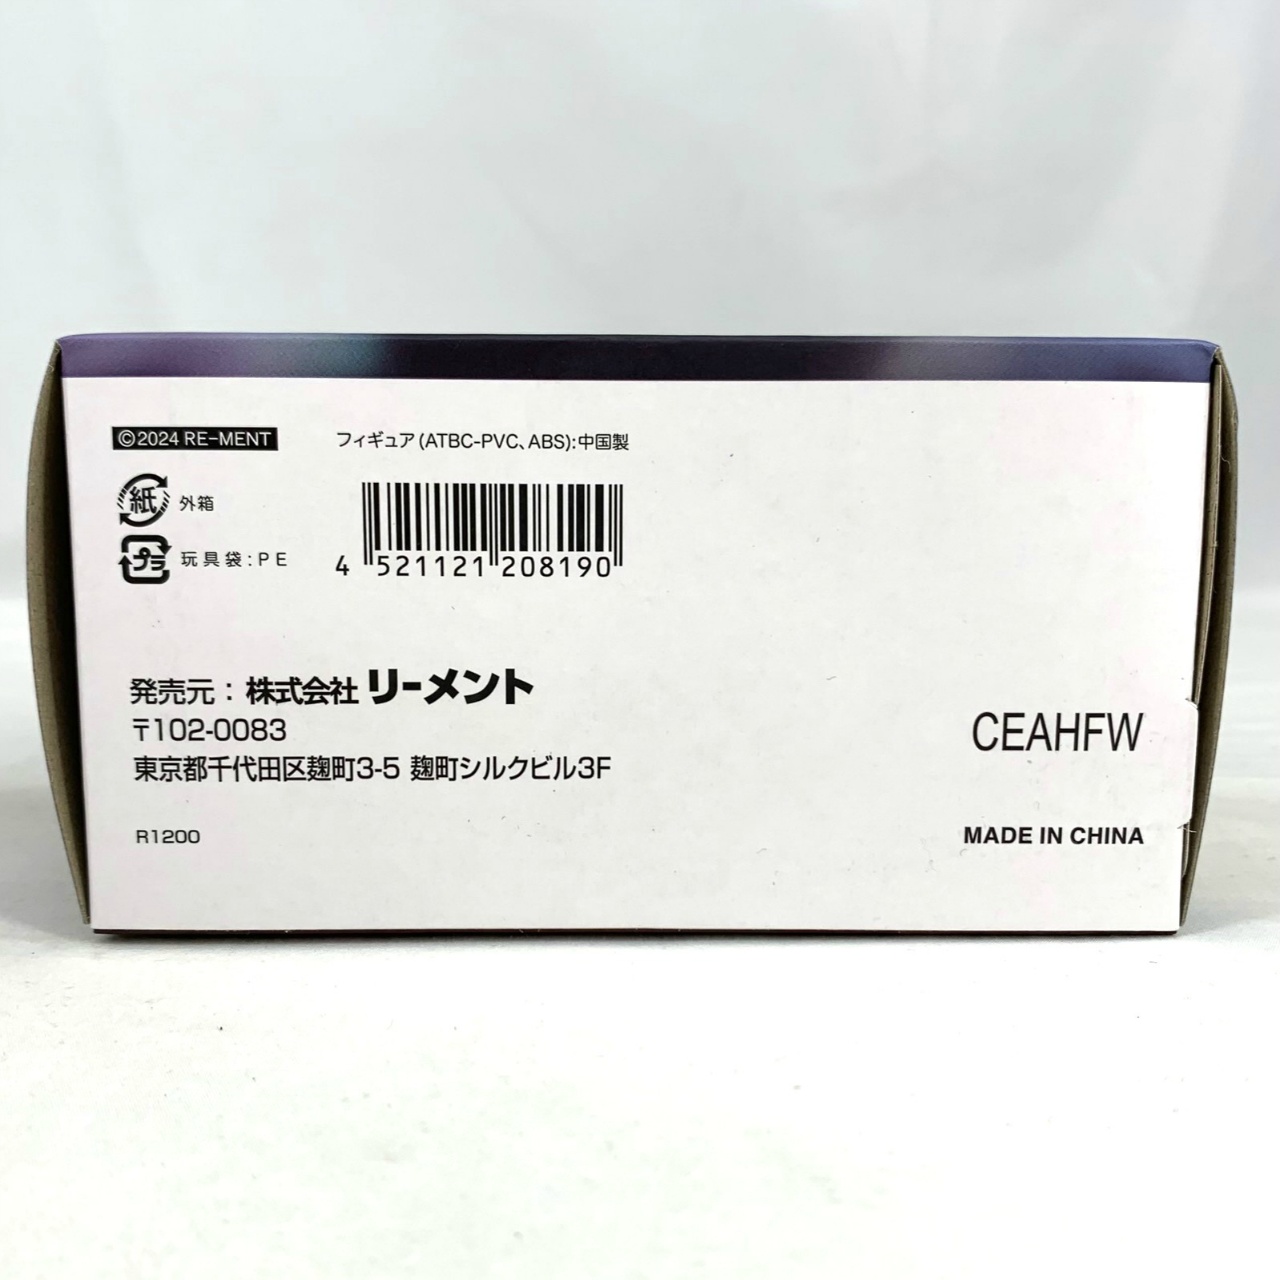 ©2024 RE-MENT
フィギュア(ATBC-PVC、ABS):中国製
紙 外箱
プラ 玩具袋:PE
4 521121 208190
発売元:株式会社 リーメント
〒102-0083
東京都千代田区麹町3-5 麹町シルクビル3F
CEAHFW
R1200
MADE IN CHINA